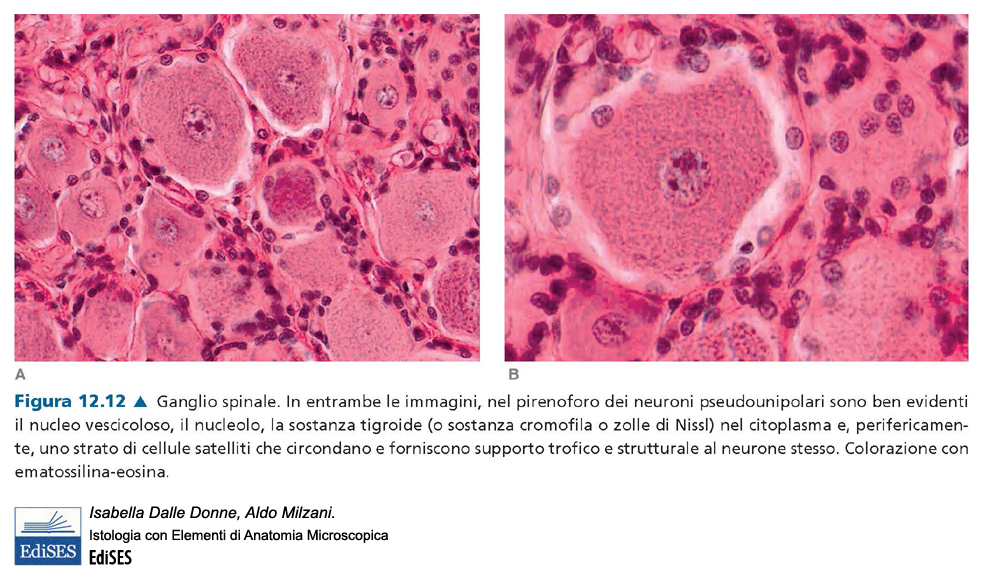 A
B
Figura 12.12 ▲ Ganglio spinale. In entrambe le immagini, nel pirenoforo dei neuroni pseudounipolari sono ben evidenti
il nucleo vescicoloso, il nucleolo, la sostanza tigroide (o sostanza cromofila o zolle di Nissl) nel citoplasma e, perifericamen-
te, uno strato di cellule satelliti che circondano e forniscono supporto trofico e strutturale al neurone stesso. Colorazione con
ematossilina-eosina.
Isabella Dalle Donne, Aldo Milzani.
Istologia con Elementi di Anatomia Microscopica
EdiSES
EdiSES